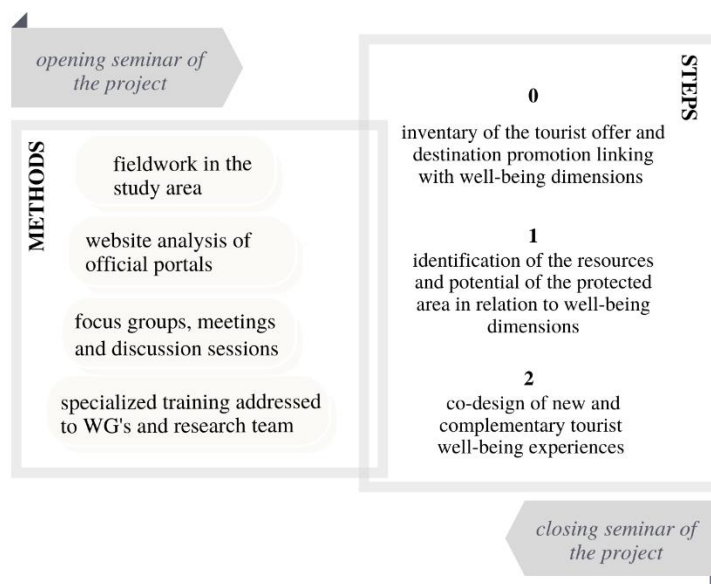 opening seminar of
the project
METHODS
fieldwork in the
study area
website analysis of
official portals
focus groups, meetings
and discussion sessions
specialized training addressed
to WG's and research team
STEPS
0
inventory of the tourist offer and
destination promotion linking
with well-being dimensions
1
identification of the resources
and potential of the protected
area in relation to well-being
dimensions
2
co-design of new and
complementary tourist
well-being experiences
closing seminar of
the project